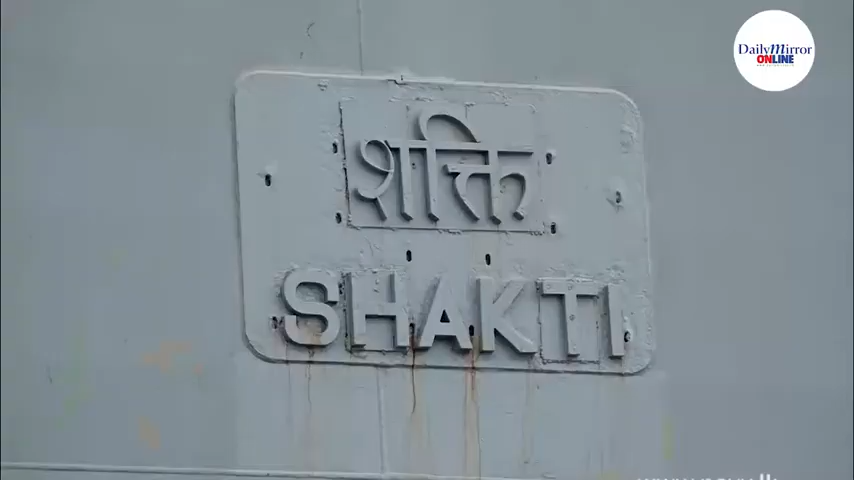 DailyMirror
ONLINE
शक्ति
SHAKTI